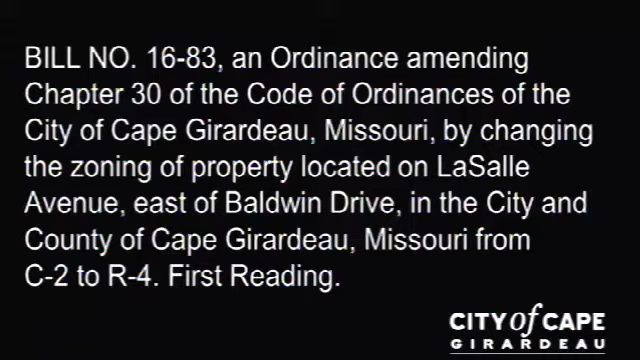 BILL NO. 16-83, an Ordinance amending
Chapter 30 of the Code of Ordinances of the
City of Cape Girardeau, Missouri, by changing
the zoning of property located on LaSalle
Avenue, east of Baldwin Drive, in the City and
County of Cape Girardeau, Missouri from
C-2 to R-4. First Reading.
CITY of CAPE
GIRARDEAU